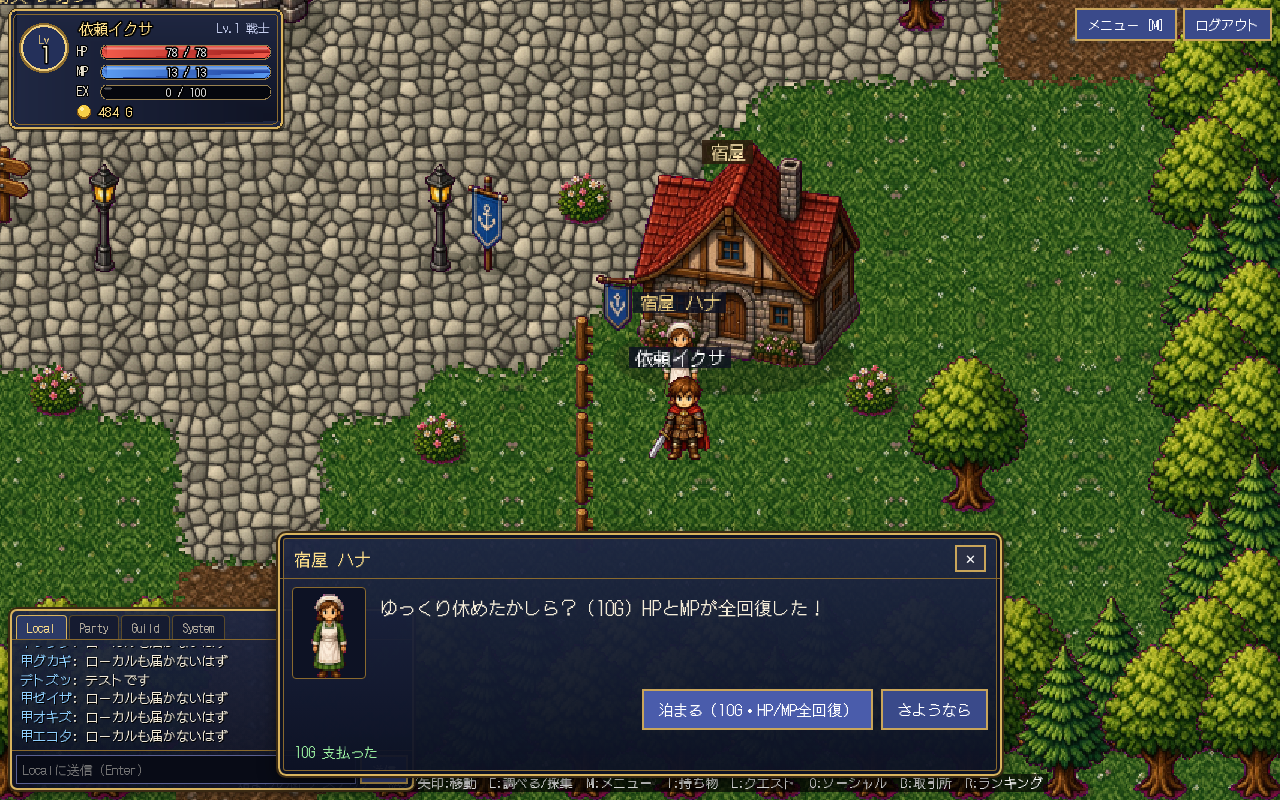 依頼イクサ
Lv.1 戦士
Lv
1
HP
78 / 78
MP
13 / 13
EX
0 / 100
484 G
メニュー [M]
ログアウト
宿屋
宿屋 ハナ
依頼イクサ
宿屋 ハナ
×
ゆっくり休めたかしら？（10G）HPとMPが全回復した！
泊まる（10G・HP/MP全回復）
さようなら
10G 支払った
Local
Party
Guild
System
甲グカギ: ローカルも届かないはず
デトズッ: テストです
甲ゼイザ: ローカルも届かないはず
甲オキズ: ローカルも届かないはず
甲エコタ: ローカルも届かないはず
Localに送信（Enter）
矢印:移動 E:調べる/採集 M:メニュー I:持ち物 L:クエスト O:ソーシャル B:取引所 R:ランキング